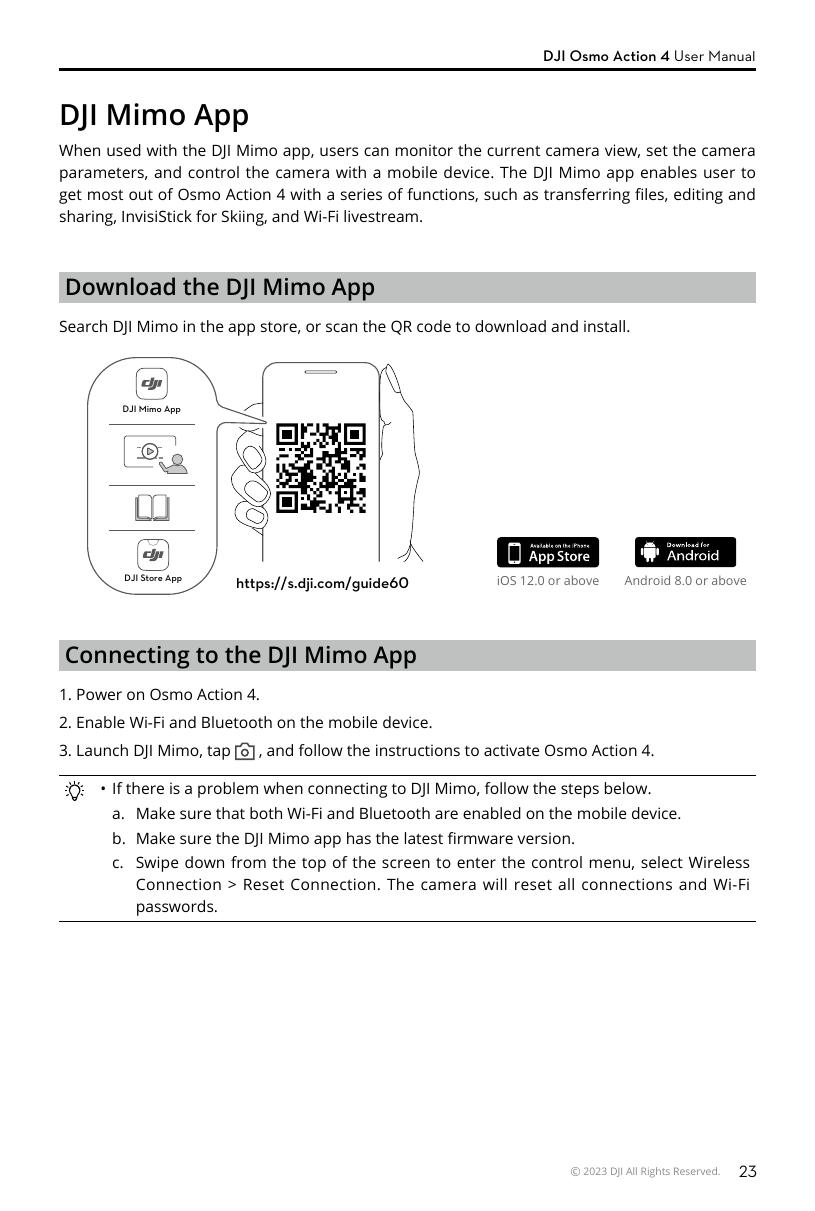 DJI Osmo Action 4 User Manual
DJI Mimo App
When used with the DJI Mimo app, users can monitor the current camera view, set the camera
parameters, and control the camera with a mobile device. The DJI Mimo app enables user to
get most out of Osmo Action 4 with a series of functions, such as transferring files, editing and
sharing, InvisiStick for Skiing, and Wi-Fi livestream.
Download the DJI Mimo App
Search DJI Mimo in the app store, or scan the QR code to download and install.
dji
DJI Mimo App
dji
DJI Store App
https://s.dji.com/guide60
Available on the iPhone
App Store
iOS 12.0 or above
Download for
Android
Android 8.0 or above
Connecting to the DJI Mimo App
1. Power on Osmo Action 4.
2. Enable Wi-Fi and Bluetooth on the mobile device.
3. Launch DJI Mimo, tap , and follow the instructions to activate Osmo Action 4.
• If there is a problem when connecting to DJI Mimo, follow the steps below.
a. Make sure that both Wi-Fi and Bluetooth are enabled on the mobile device.
b. Make sure the DJI Mimo app has the latest firmware version.
c. Swipe down from the top of the screen to enter the control menu, select Wireless
Connection > Reset Connection. The camera will reset all connections and Wi-Fi
passwords.
© 2023 DJI All Rights Reserved. 23